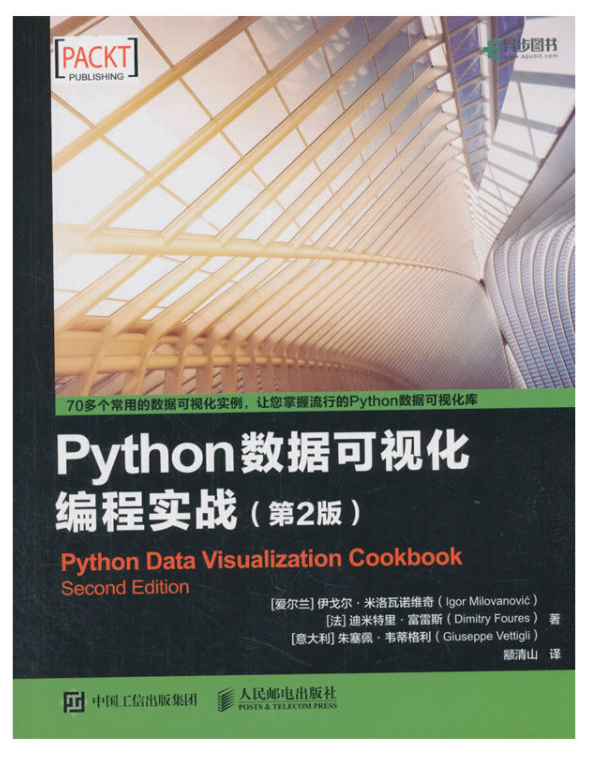 PACKT
PUBLISHING
异步图书
www.epubit.com
70多个常用的数据可视化实例，让您掌握流行的Python数据可视化库
Python数据可视化
编程实战（第2版）
Python Data Visualization Cookbook
Second Edition
[爱尔兰] 伊戈尔·米洛瓦诺维奇（Igor Milovanović）
[法] 迪米特里·富雷斯（Dimitry Foures） 著
[意大利] 朱塞佩·韦蒂格利（Giuseppe Vettigli）
颛清山 译
中国工信出版集团
人民邮电出版社
POSTS & TELECOM PRESS